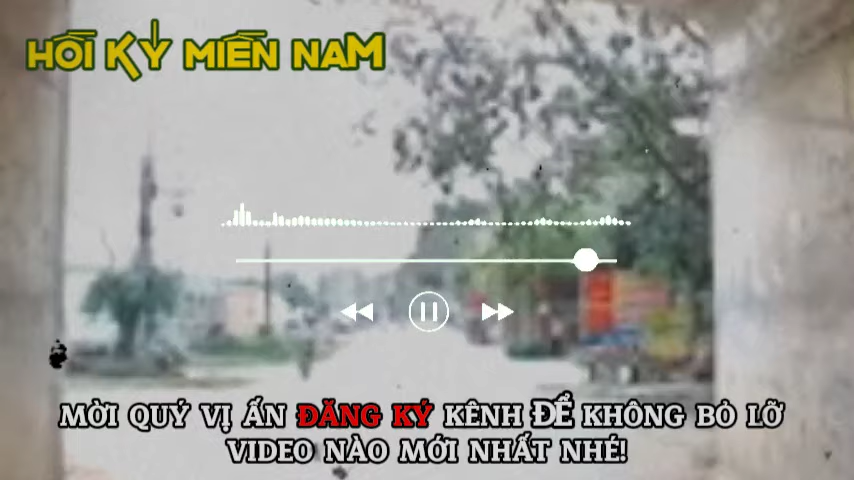 HỒI KÝ MIỀN NAM
MỜI QUÝ VỊ ẤN ĐĂNG KÝ KÊNH ĐỂ KHÔNG BỎ LỠ
VIDEO NÀO MỚI NHẤT NHÉ!